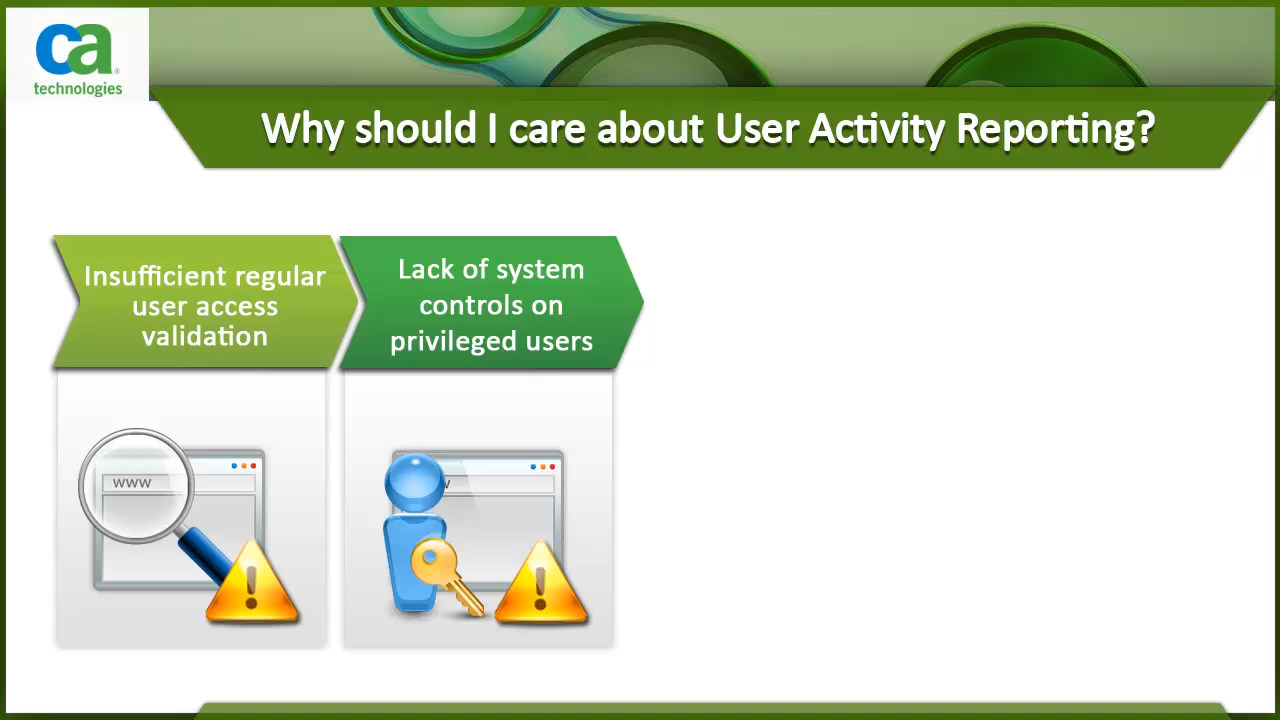 ca
technologies
Why should I care about User Activity Reporting?
Insufficient regular
user access
validation
Lack of system
controls on
privileged users
www